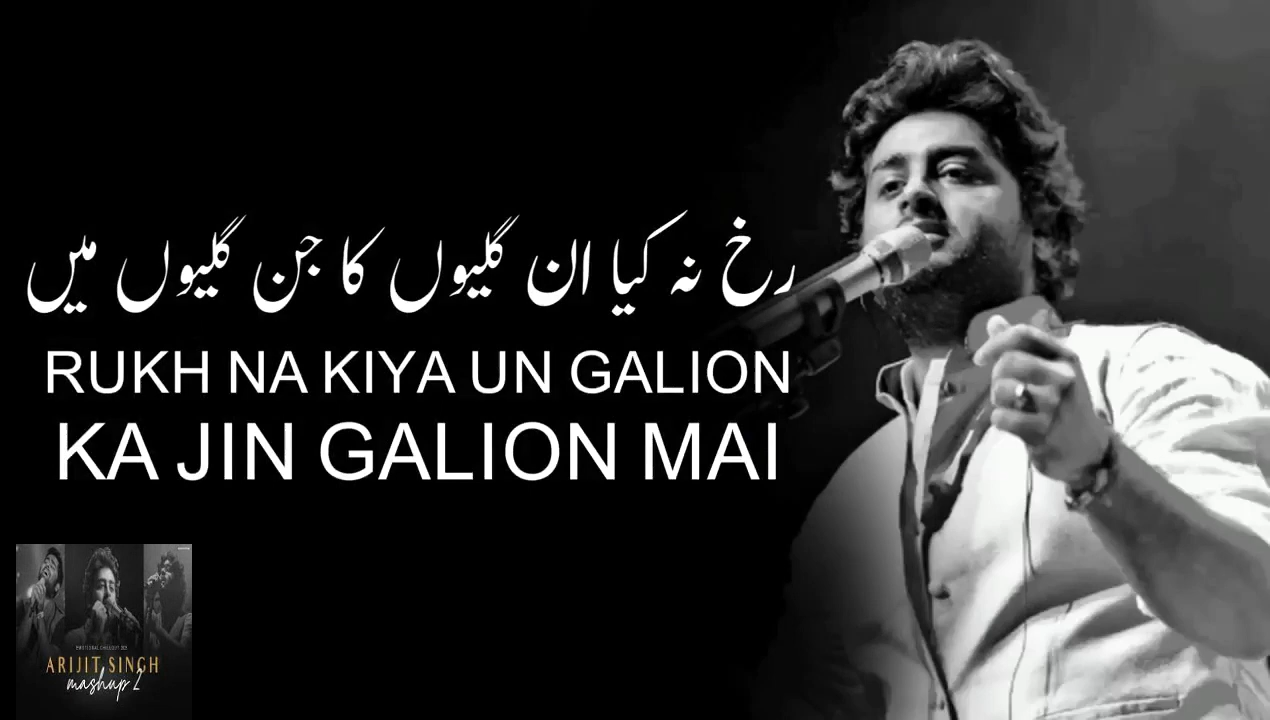 رخ نہ کیا ان گلیوں کا جن گلیوں میں
RUKH NA KIYA UN GALION
KA JIN GALION MAI
ARIJIT SINGH
mashup 2